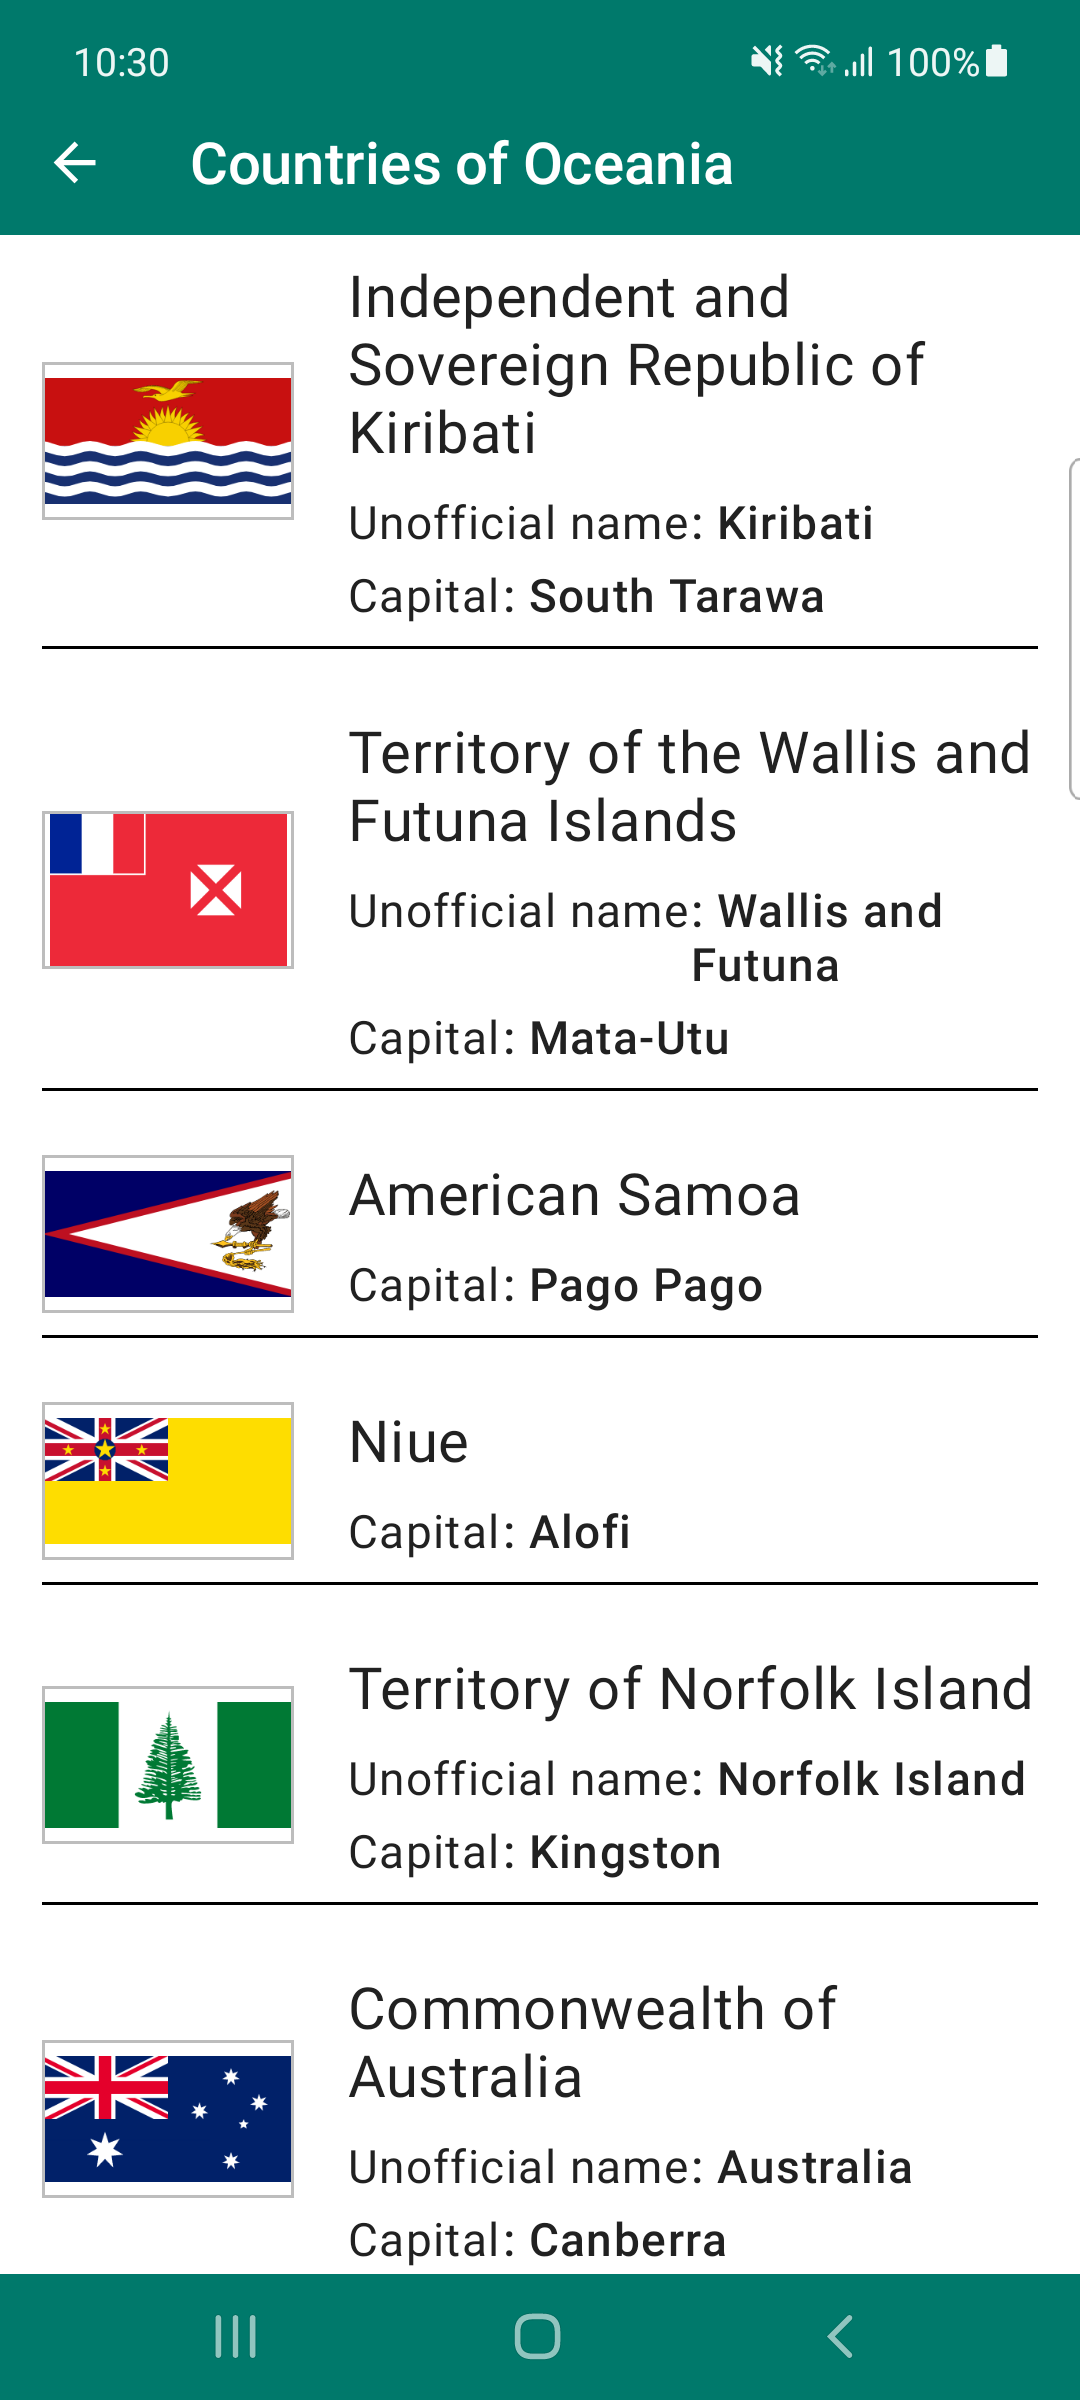 10:30
100%
Countries of Oceania
Independent and
Sovereign Republic of
Kiribati
Unofficial name: Kiribati
Capital: South Tarawa
Territory of the Wallis and
Futuna Islands
Unofficial name: Wallis and
Futuna
Capital: Mata-Utu
American Samoa
Capital: Pago Pago
Niue
Capital: Alofi
Territory of Norfolk Island
Unofficial name: Norfolk Island
Capital: Kingston
Commonwealth of
Australia
Unofficial name: Australia
Capital: Canberra